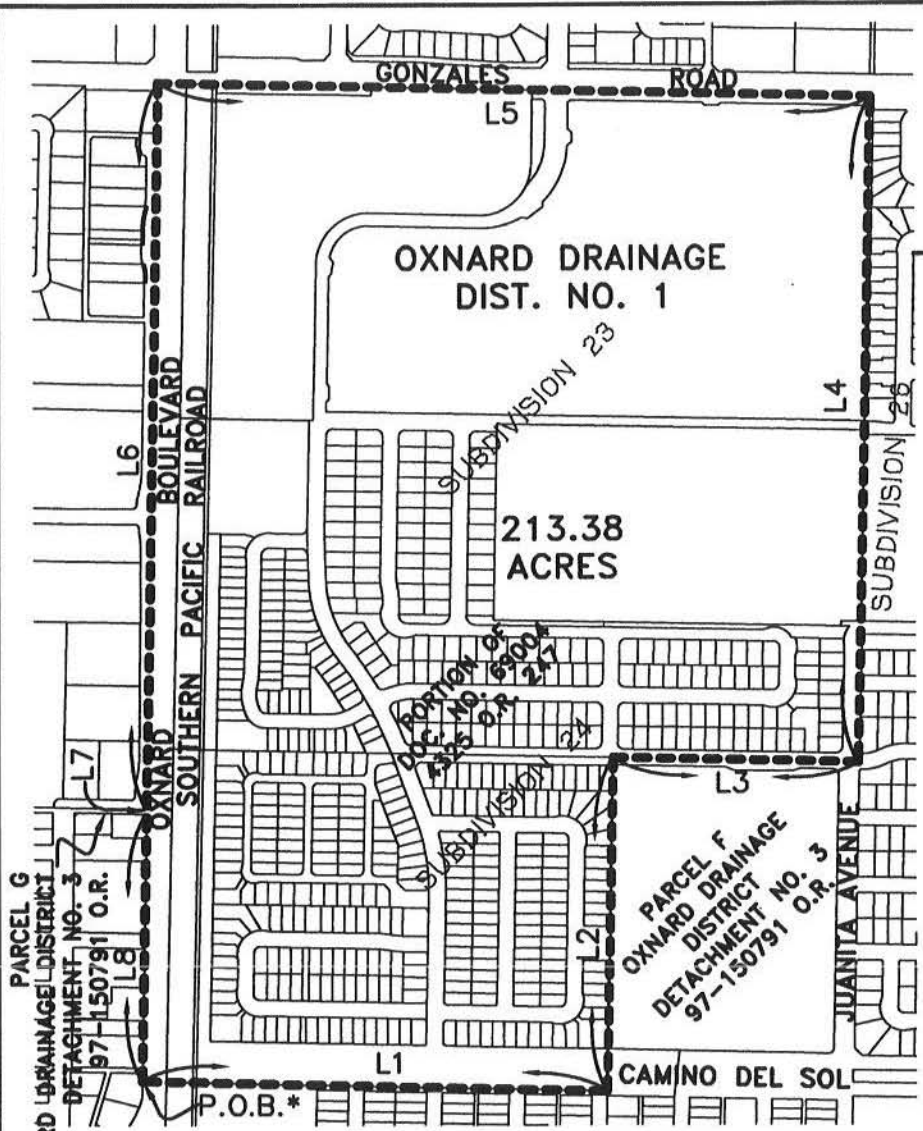 GONZALES ROAD
L5
OXNARD DRAINAGE
DIST. NO. 1
SUBDIVISION 23
L4
SUBDIVISION 26
L6
BOULEVARD
RAILROAD
213.38
ACRES
PORTION OF
DOC. NO. 69004
4325 O.R. 247
SUBDIVISION 24
OXNARD
SOUTHERN PACIFIC
L7
L3
PARCEL F
OXNARD DRAINAGE
DISTRICT
DETACHMENT NO. 3
97-150791 O.R.
JUANITA AVENUE
L2
PARCEL G
RD DRAINAGE DISTRICT
DETACHMENT NO. 3
97-150791 O.R.
L8
L1
CAMINO DEL SOL
P.O.B.*